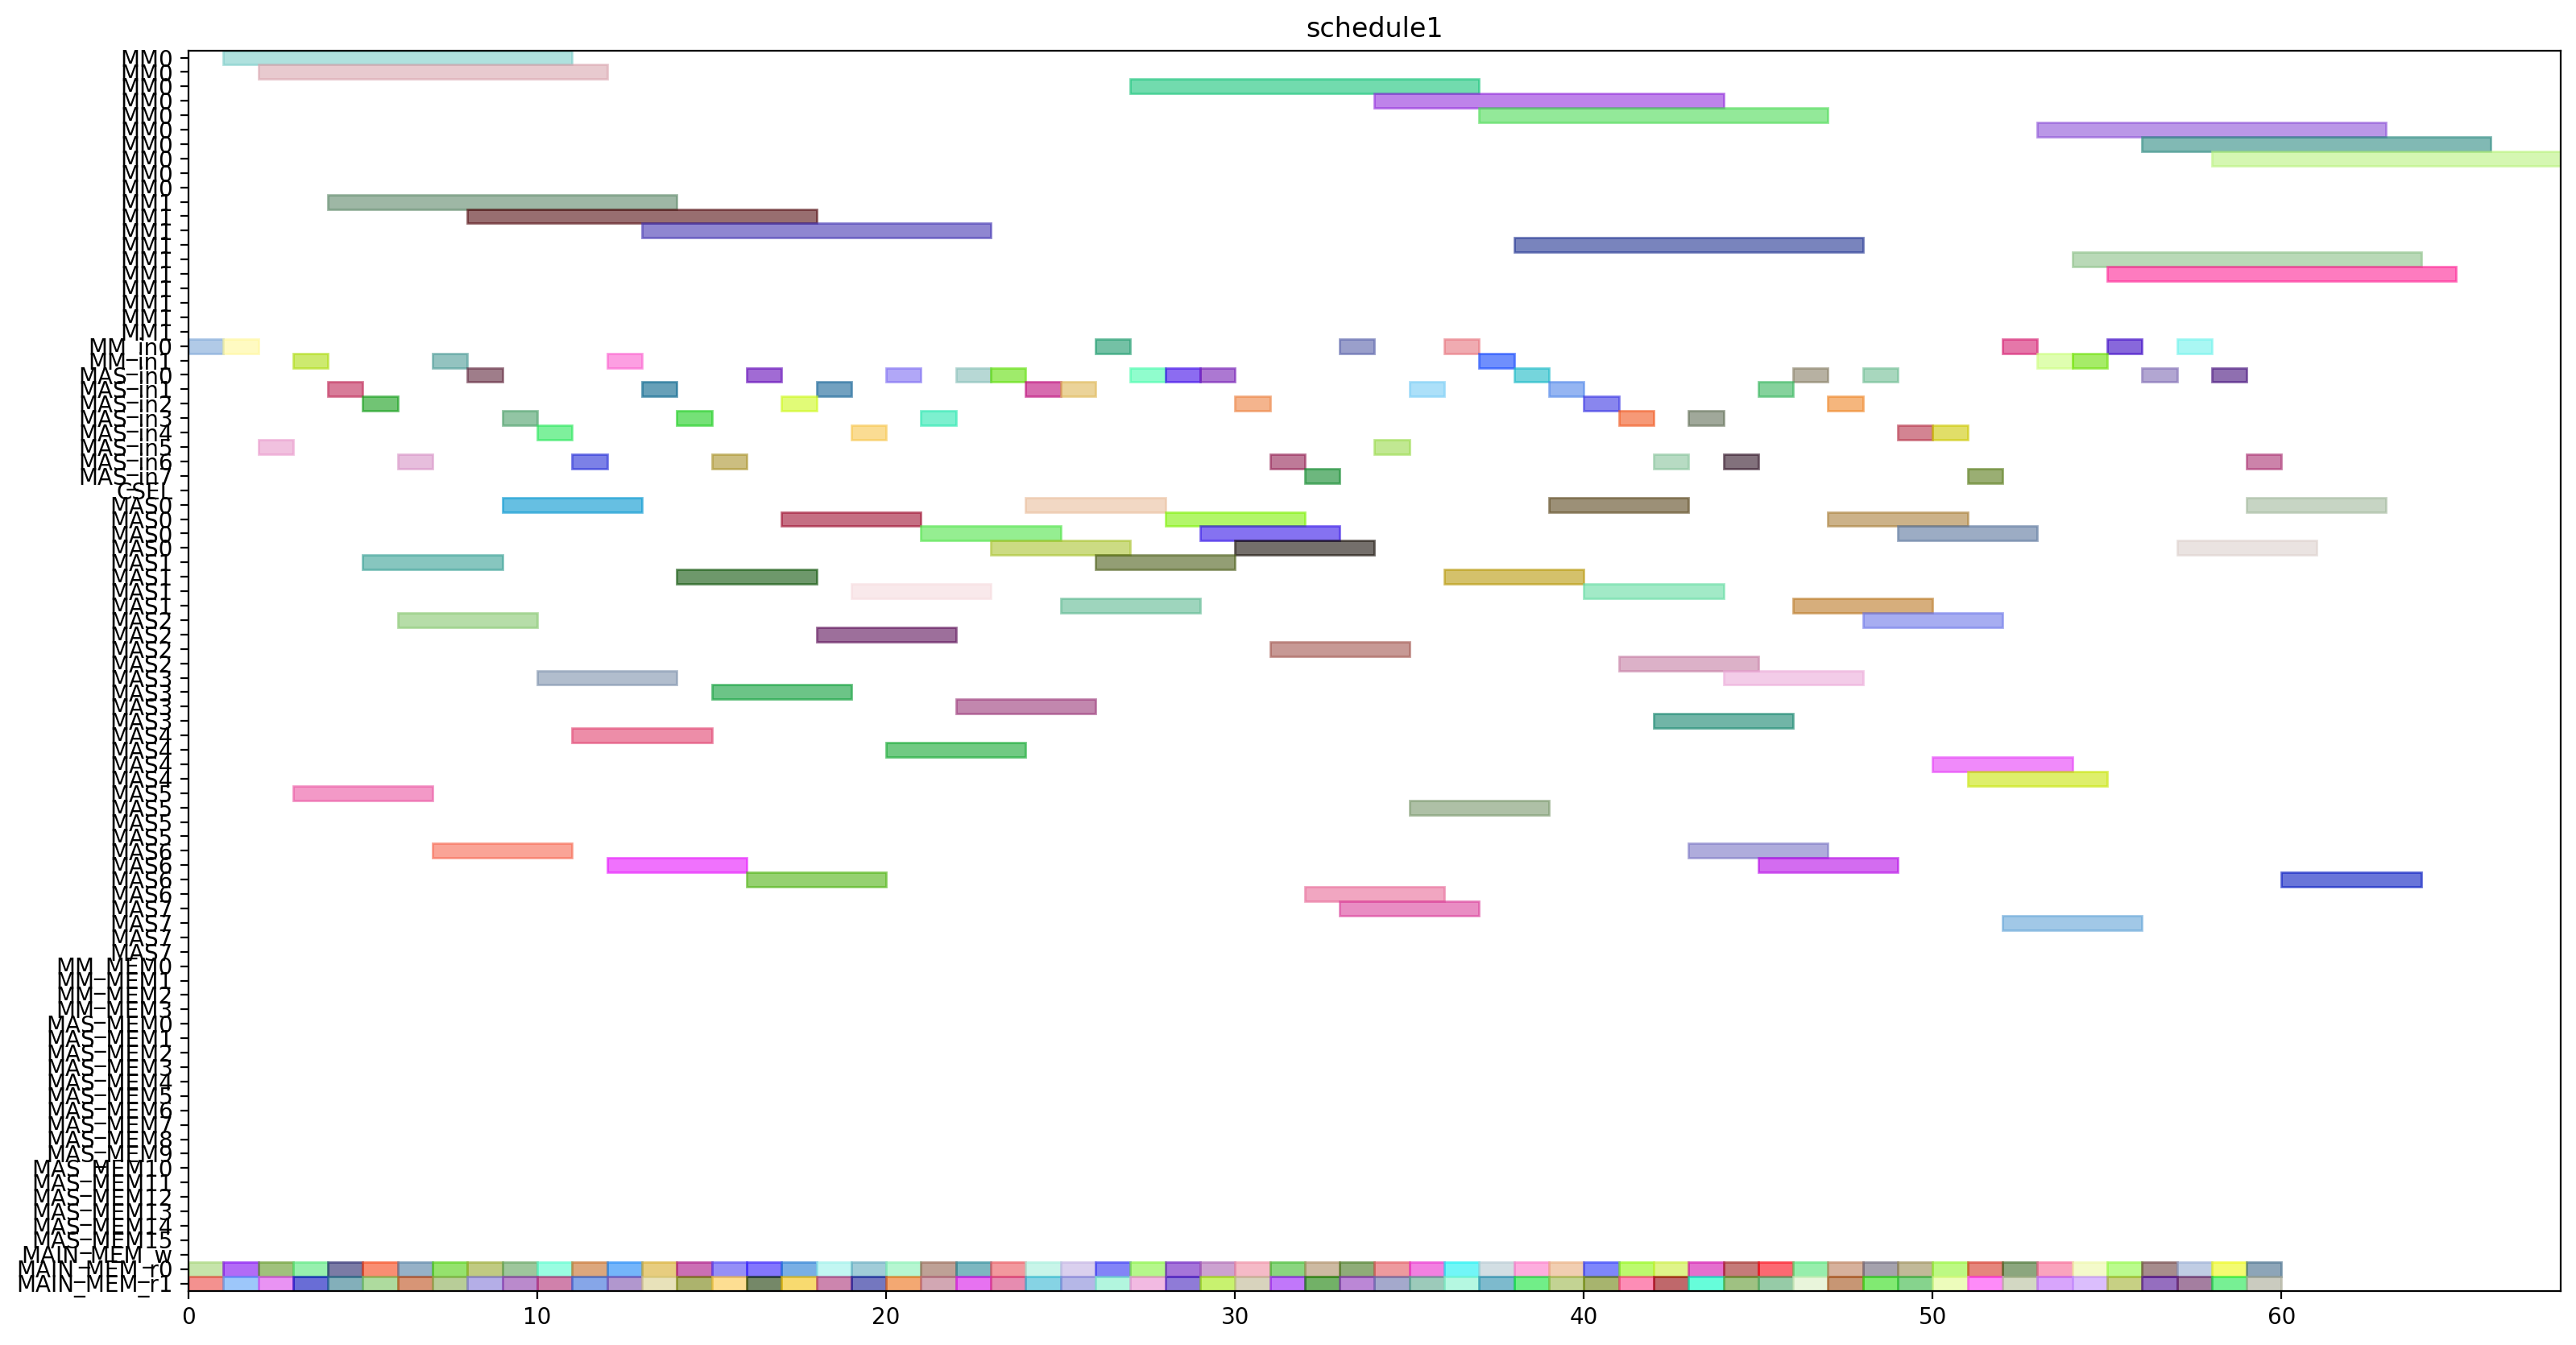 schedule1
MM0
MM0
MM0
MM0
MM0
MM0
MM0
MM0
MM0
MM0
MM1
MM1
MM1
MM1
MM1
MM1
MM1
MM1
MM1
MM1
MM_in0
MM_in1
MAS_in0
MAS_in1
MAS_in2
MAS_in3
MAS_in4
MAS_in5
MAS_in6
MAS_in7
CSEL
MAS0
MAS0
MAS0
MAS0
MAS1
MAS1
MAS1
MAS1
MAS2
MAS2
MAS2
MAS2
MAS3
MAS3
MAS3
MAS3
MAS4
MAS4
MAS4
MAS4
MAS5
MAS5
MAS5
MAS5
MAS6
MAS6
MAS6
MAS6
MAS7
MAS7
MAS7
MAS7
MM_MEM0
MM_MEM1
MM_MEM2
MM_MEM3
MAS_MEM0
MAS_MEM1
MAS_MEM2
MAS_MEM3
MAS_MEM4
MAS_MEM5
MAS_MEM6
MAS_MEM7
MAS_MEM8
MAS_MEM9
MAS_MEM10
MAS_MEM11
MAS_MEM12
MAS_MEM13
MAS_MEM14
MAS_MEM15
MAIN_MEM_w
MAIN_MEM_r0
MAIN_MEM_r1
0 10 20 30 40 50 60